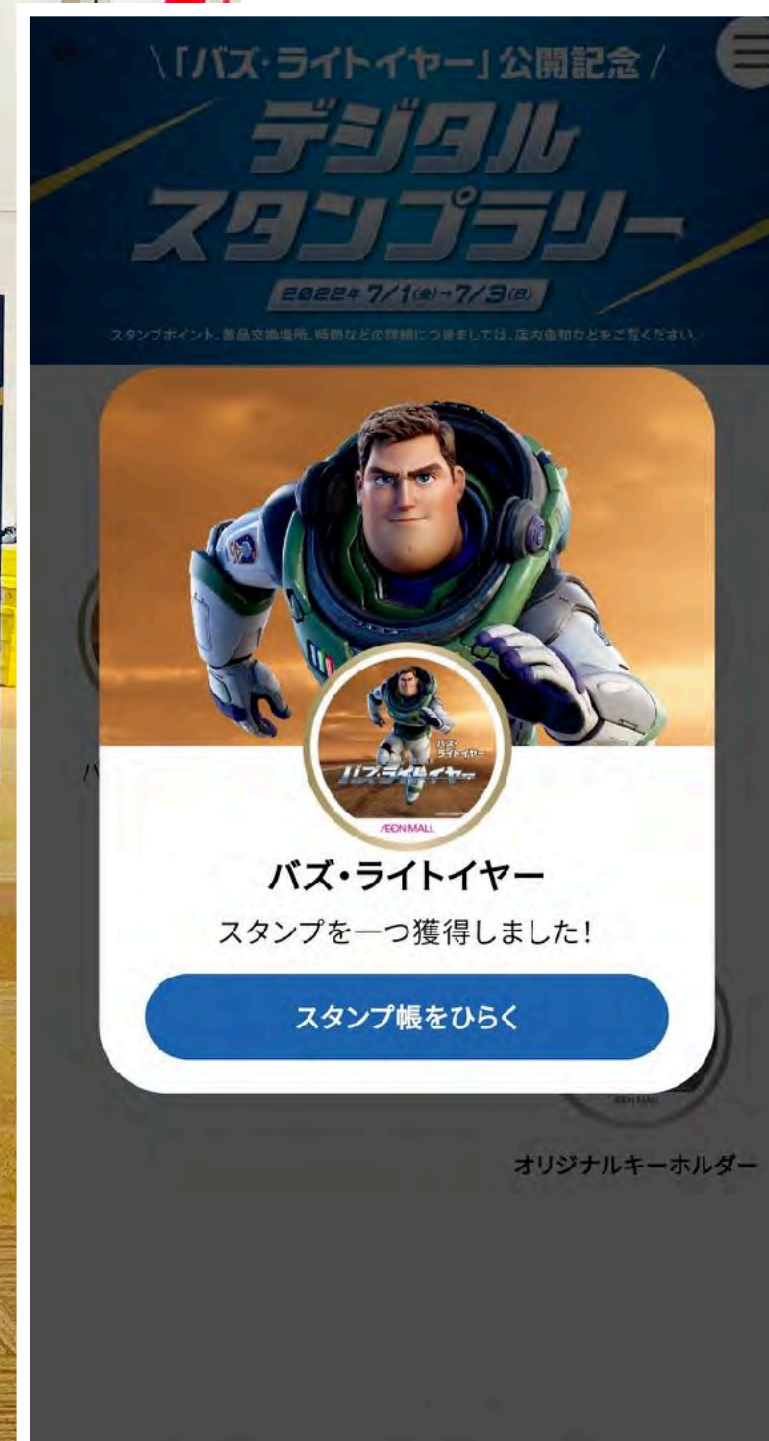 \「バズ・ライトイヤー」公開記念/
デジタル
スタンプラリー
2022年 7/1(金)-7/3(日)
スタンプポイント、景品交換場所、時間などの詳細につきましては、店内告知などをご覧ください。
バズ・
ライトイヤー
バズ・ライトイヤー
ÆON MALL
バズ・ライトイヤー
スタンプを一つ獲得しました!
スタンプ帳をひらく
オリジナルキーホルダー